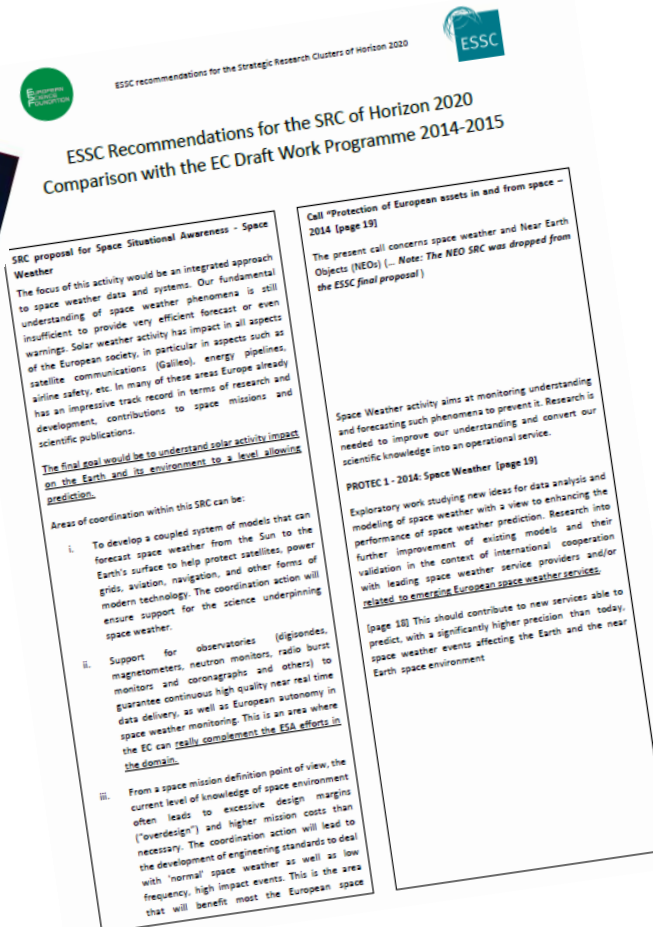 EUROPEAN
SCIENCE
FOUNDATION
ESSC recommendations for the Strategic Research Clusters of Horizon 2020
ESSC
ESSC Recommendations for the SRC of Horizon 2020
Comparison with the EC Draft Work Programme 2014-2015
SRC proposal for Space Situational Awareness - Space
Weather
The focus of this activity would be an integrated approach
to space weather data and systems. Our fundamental
understanding of space weather phenomena is still
insufficient to provide very efficient forecast or even
warnings. Solar weather activity has impact in all aspects
of the European society, in particular in aspects such as
satellite communications (Galileo), energy pipelines,
airline safety, etc. In many of these areas Europe already
has an impressive track record in terms of research and
development, contributions to space missions and
scientific publications.
The final goal would be to understand solar activity impact
on the Earth and its environment to a level allowing
prediction.
Areas of coordination within this SRC can be:
i. To develop a coupled system of models that can
forecast space weather from the Sun to the
Earth's surface to help protect satellites, power
grids, aviation, navigation, and other forms of
modern technology. The coordination action will
ensure support for the science underpinning
space weather.
ii. Support for observatories (digisondes,
magnetometers, neutron monitors, radio burst
monitors and coronagraphs and others) to
guarantee continuous high quality near real time
data delivery, as well as European autonomy in
space weather monitoring. This is an area where
the EC can really complement the ESA efforts in
the domain.
iii. From a space mission definition point of view, the
current level of knowledge of space environment
often leads to excessive design margins
("overdesign") and higher mission costs than
necessary. The coordination action will lead to
the development of engineering standards to deal
with 'normal' space weather as well as low
frequency, high impact events. This is the area
that will benefit most the European space
Call "Protection of European assets in and from space –
2014 [page 19]
The present call concerns space weather and Near Earth
Objects (NEOs) (... Note: The NEO SRC was dropped from
the ESSC final proposal )
Space Weather activity aims at monitoring understanding
and forecasting such phenomena to prevent it. Research is
needed to improve our understanding and convert our
scientific knowledge into an operational service.
PROTEC 1 - 2014: Space Weather [page 19]
Exploratory work studying new ideas for data analysis and
modeling of space weather with a view to enhancing the
performance of space weather prediction. Research into
further improvement of existing models and their
validation in the context of international cooperation
with leading space weather service providers and/or
related to emerging European space weather services.
[page 18] This should contribute to new services able to
predict, with a significantly higher precision than today,
space weather events affecting the Earth and the near
Earth space environment